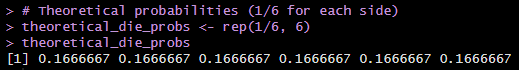 > # Theoretical probabilities (1/6 for each side)
> theoretical_die_probs <- rep(1/6, 6)
> theoretical_die_probs
[1] 0.1666667 0.1666667 0.1666667 0.1666667 0.1666667 0.1666667